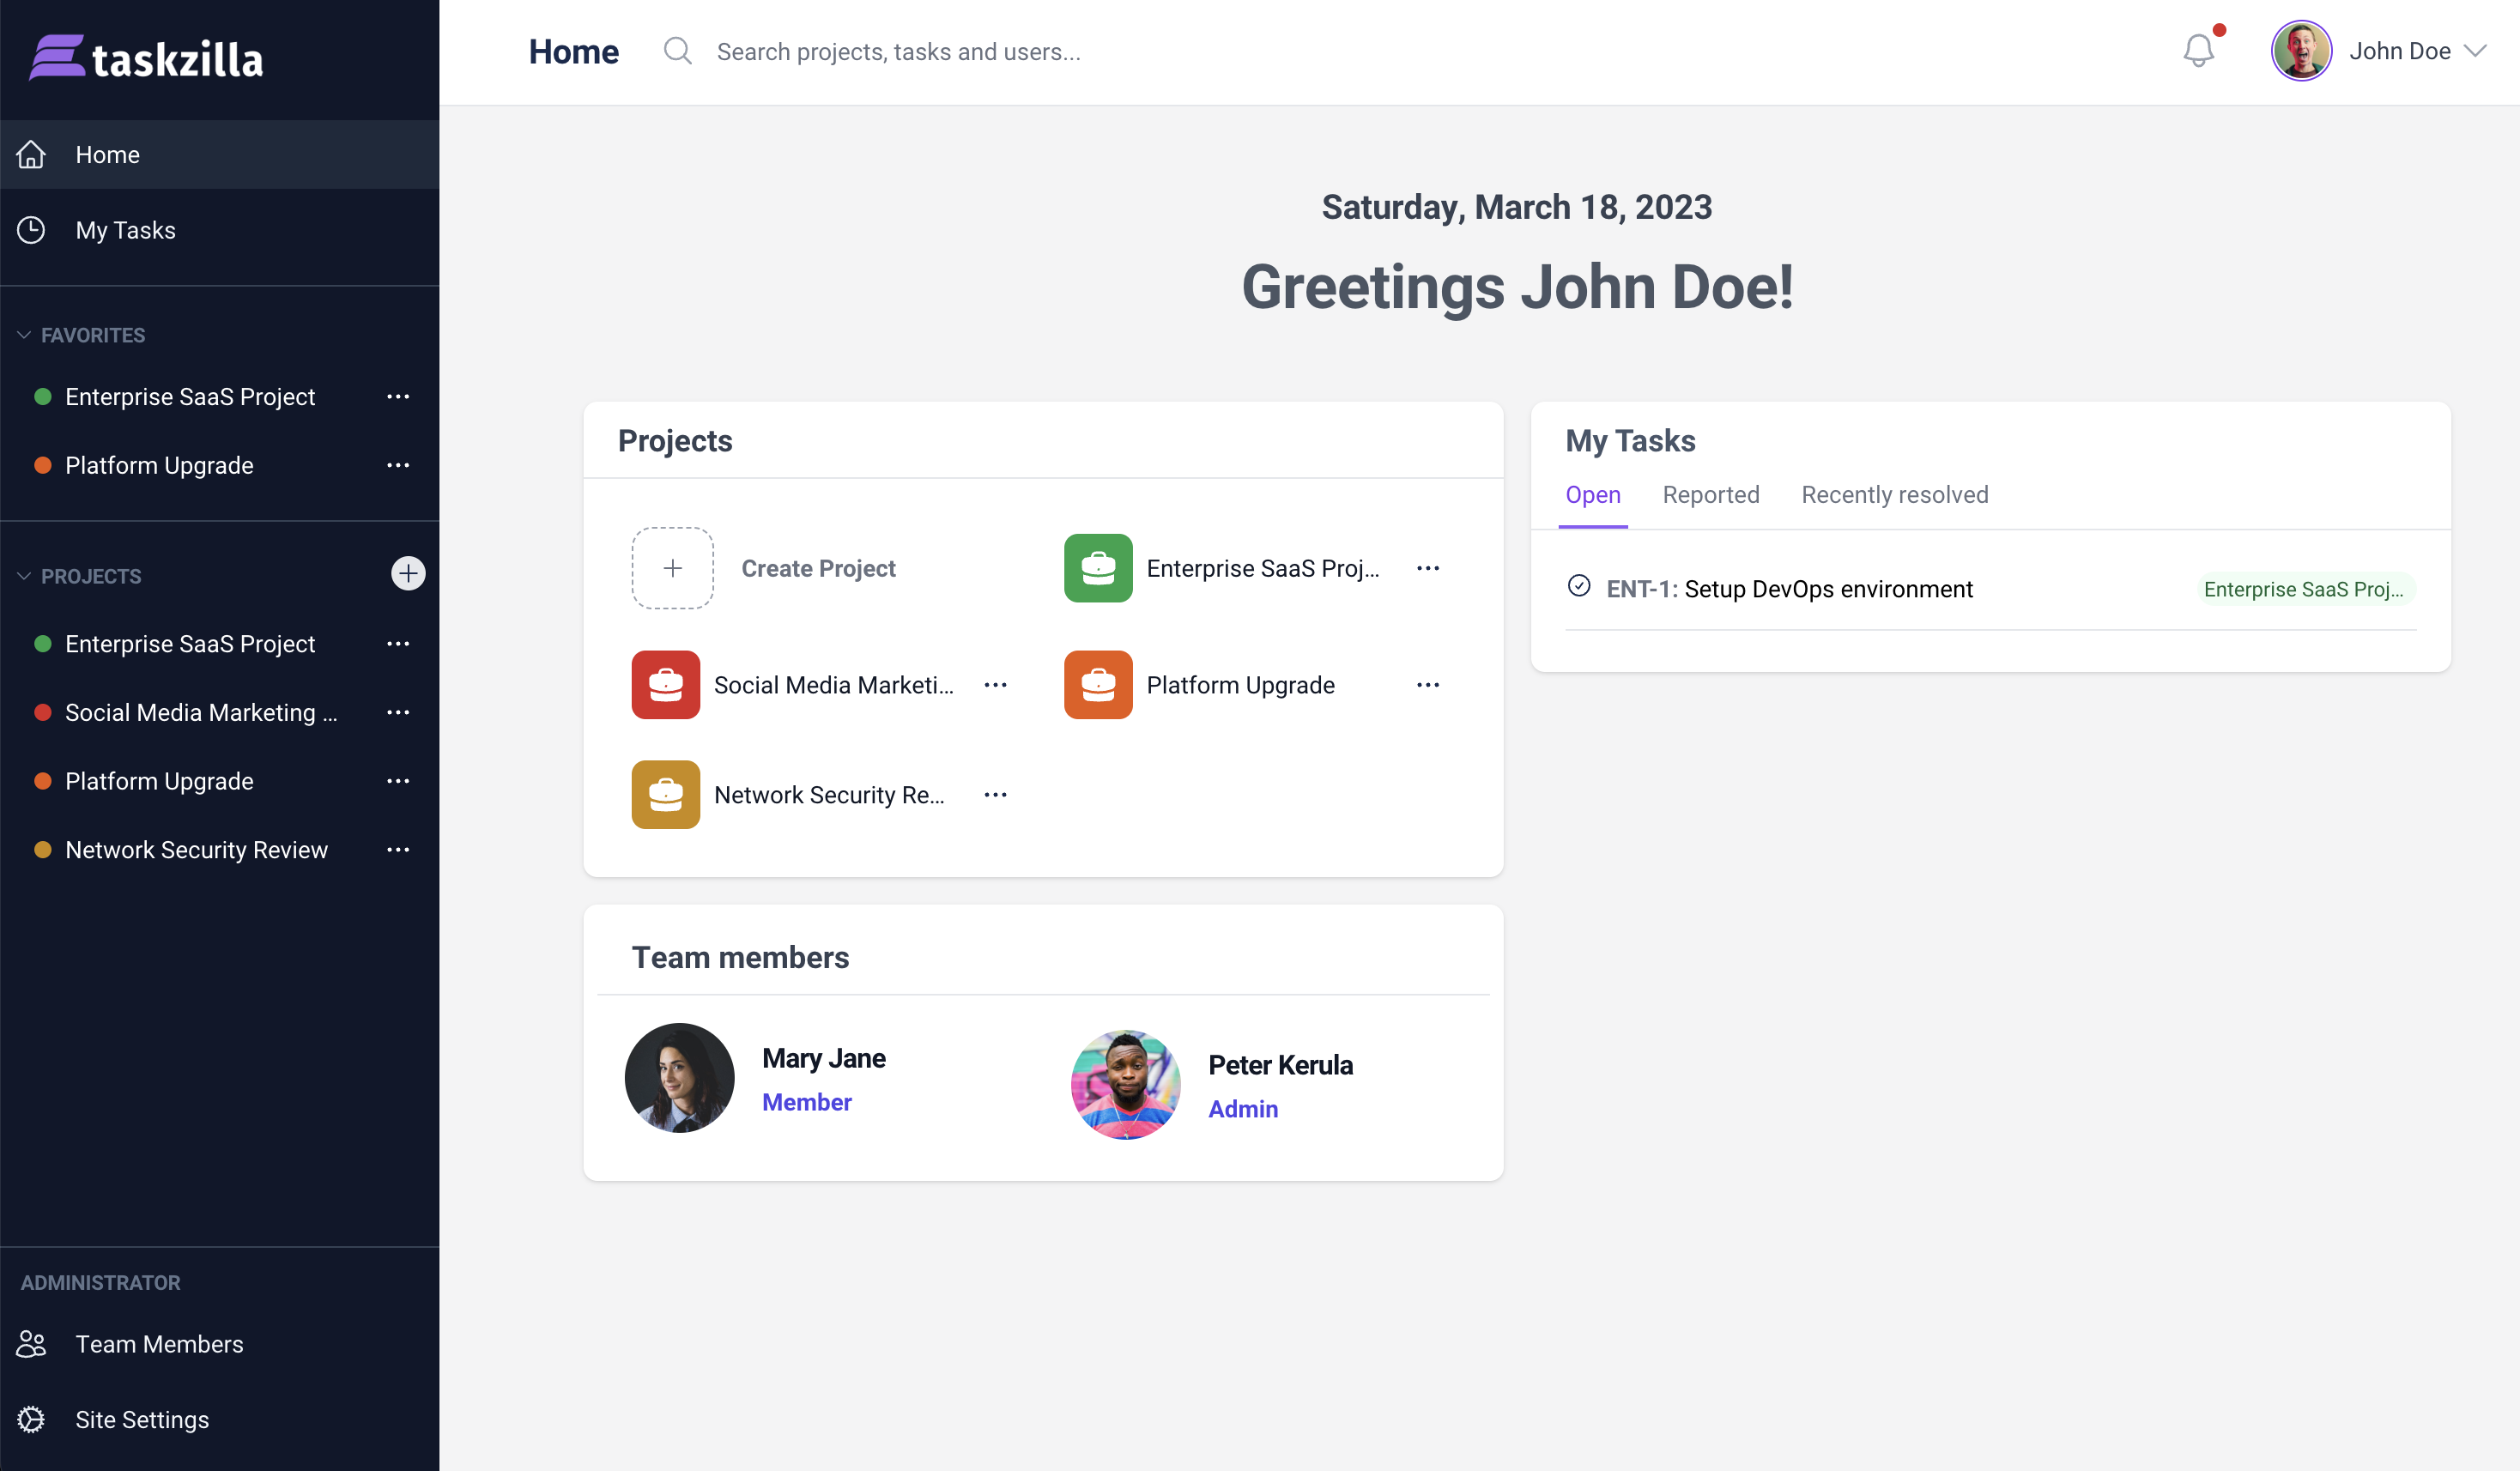 taskzilla
Home
My Tasks
FAVORITES
Enterprise SaaS Project
Platform Upgrade
PROJECTS
Enterprise SaaS Project
Social Media Marketing ...
Platform Upgrade
Network Security Review
ADMINISTRATOR
Team Members
Site Settings
Home
Search projects, tasks and users...
John Doe
Saturday, March 18, 2023
Greetings John Doe!
Projects
Create Project
Enterprise SaaS Proj...
Social Media Marketi...
Platform Upgrade
Network Security Re...
Team members
Mary Jane
Member
Peter Kerula
Admin
My Tasks
Open Reported Recently resolved
ENT-1: Setup DevOps environment Enterprise SaaS Proj...